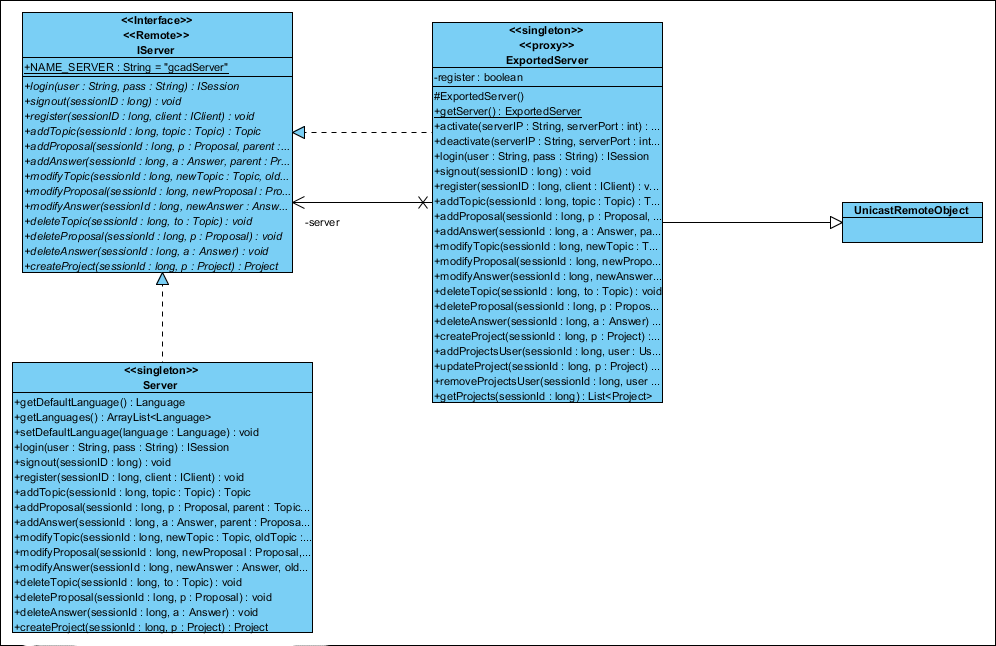 <<Interface>>
<<Remote>>
IServer
+NAME_SERVER : String = "gcadServer"
+login(user : String, pass : String) : ISession
+signout(sessionID : long) : void
+register(sessionID : long, client : IClient) : void
+addTopic(sessionId : long, topic : Topic) : Topic
+addProposal(sessionId : long, p : Proposal, parent :...
+addAnswer(sessionId : long, a : Answer, parent : Pr...
+modifyTopic(sessionId : long, newTopic : Topic, old...
+modifyProposal(sessionId : long, newProposal : Pro...
+modifyAnswer(sessionId : long, newAnswer : Answ...
+deleteTopic(sessionId : long, to : Topic) : void
+deleteProposal(sessionId : long, p : Proposal) : void
+deleteAnswer(sessionId : long, a : Answer) : void
+createProject(sessionId : long, p : Project) : Project
<<singleton>>
<<proxy>>
ExportedServer
-register : boolean
#ExportedServer()
+getServer() : ExportedServer
+activate(serverIP : String, serverPort : int) : ...
+deactivate(serverIP : String, serverPort : int...
+login(user : String, pass : String) : ISession
+signout(sessionID : long) : void
+register(sessionID : long, client : IClient) : v...
+addTopic(sessionId : long, topic : Topic) : T...
+addProposal(sessionId : long, p : Proposal, ...
+addAnswer(sessionId : long, a : Answer, pa...
+modifyTopic(sessionId : long, newTopic : T...
+modifyProposal(sessionId : long, newPropo...
+modifyAnswer(sessionId : long, newAnswer...
+deleteTopic(sessionId : long, to : Topic) : void
+deleteProposal(sessionId : long, p : Propos...
+deleteAnswer(sessionId : long, a : Answer) ...
+createProject(sessionId : long, p : Project) :...
+addProjectsUser(sessionId : long, user : Us...
+updateProject(sessionId : long, p : Project) ...
+removeProjectsUser(sessionId : long, user ...
+getProjects(sessionId : long) : List<Project>
-server
UnicastRemoteObject
<<singleton>>
Server
+getDefaultLanguage() : Language
+getLanguages() : ArrayList<Language>
+setDefaultLanguage(language : Language) : void
+login(user : String, pass : String) : ISession
+signout(sessionID : long) : void
+register(sessionID : long, client : IClient) : void
+addTopic(sessionId : long, topic : Topic) : Topic
+addProposal(sessionId : long, p : Proposal, parent : Topic...
+addAnswer(sessionId : long, a : Answer, parent : Proposa...
+modifyTopic(sessionId : long, newTopic : Topic, oldTopic :...
+modifyProposal(sessionId : long, newProposal : Proposal,...
+modifyAnswer(sessionId : long, newAnswer : Answer, old...
+deleteTopic(sessionId : long, to : Topic) : void
+deleteProposal(sessionId : long, p : Proposal) : void
+deleteAnswer(sessionId : long, a : Answer) : void
+createProject(sessionId : long, p : Project) : Project